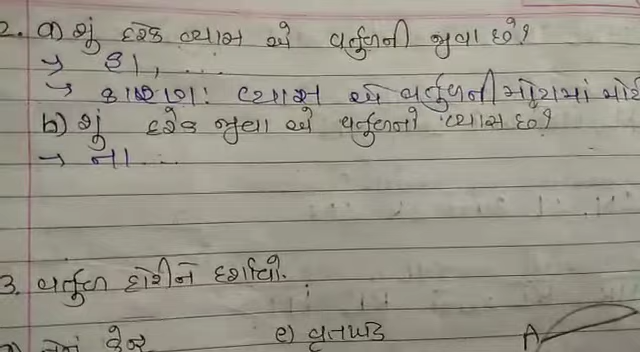 2. a) શું દરેક વ્યાસ એ વર્તુળની જીવા છે?
→ હા, ...
→ કારણ: વ્યાસ એ વર્તુળની મોટામાં મોટી
b) શું દરેક જીવા એ વર્તુળનો વ્યાસ છે?
→ ના ...
3. વર્તુળ દોરીને દર્શાવો.
કેન્દ્ર e) વૃતખંડ A